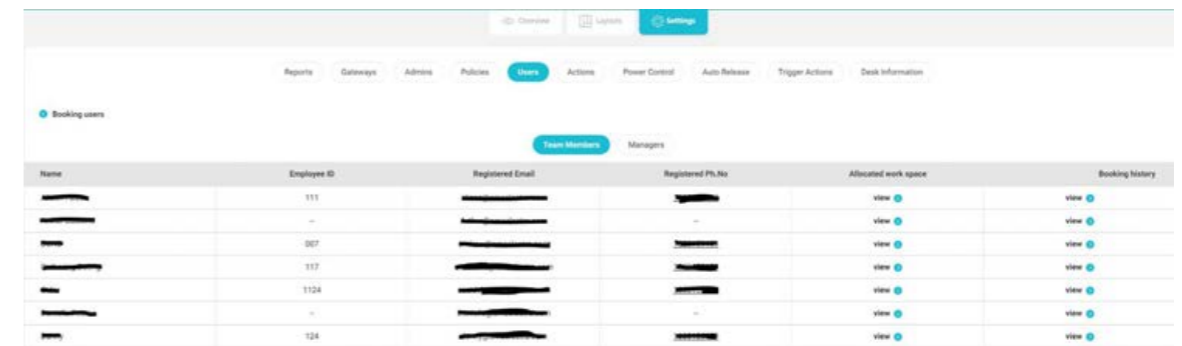 Overview Layouts Settings
Reports Gateways Admins Policies Users Actions Power Control Auto Release Trigger Actions Desk Information
Booking users
Team Members Managers
Name Employee ID Registered Email Registered Ph.No Allocated work space Booking history
111 view view
-- -- view view
007 view view
117 view view
1124 view view
-- -- view view
124 view view